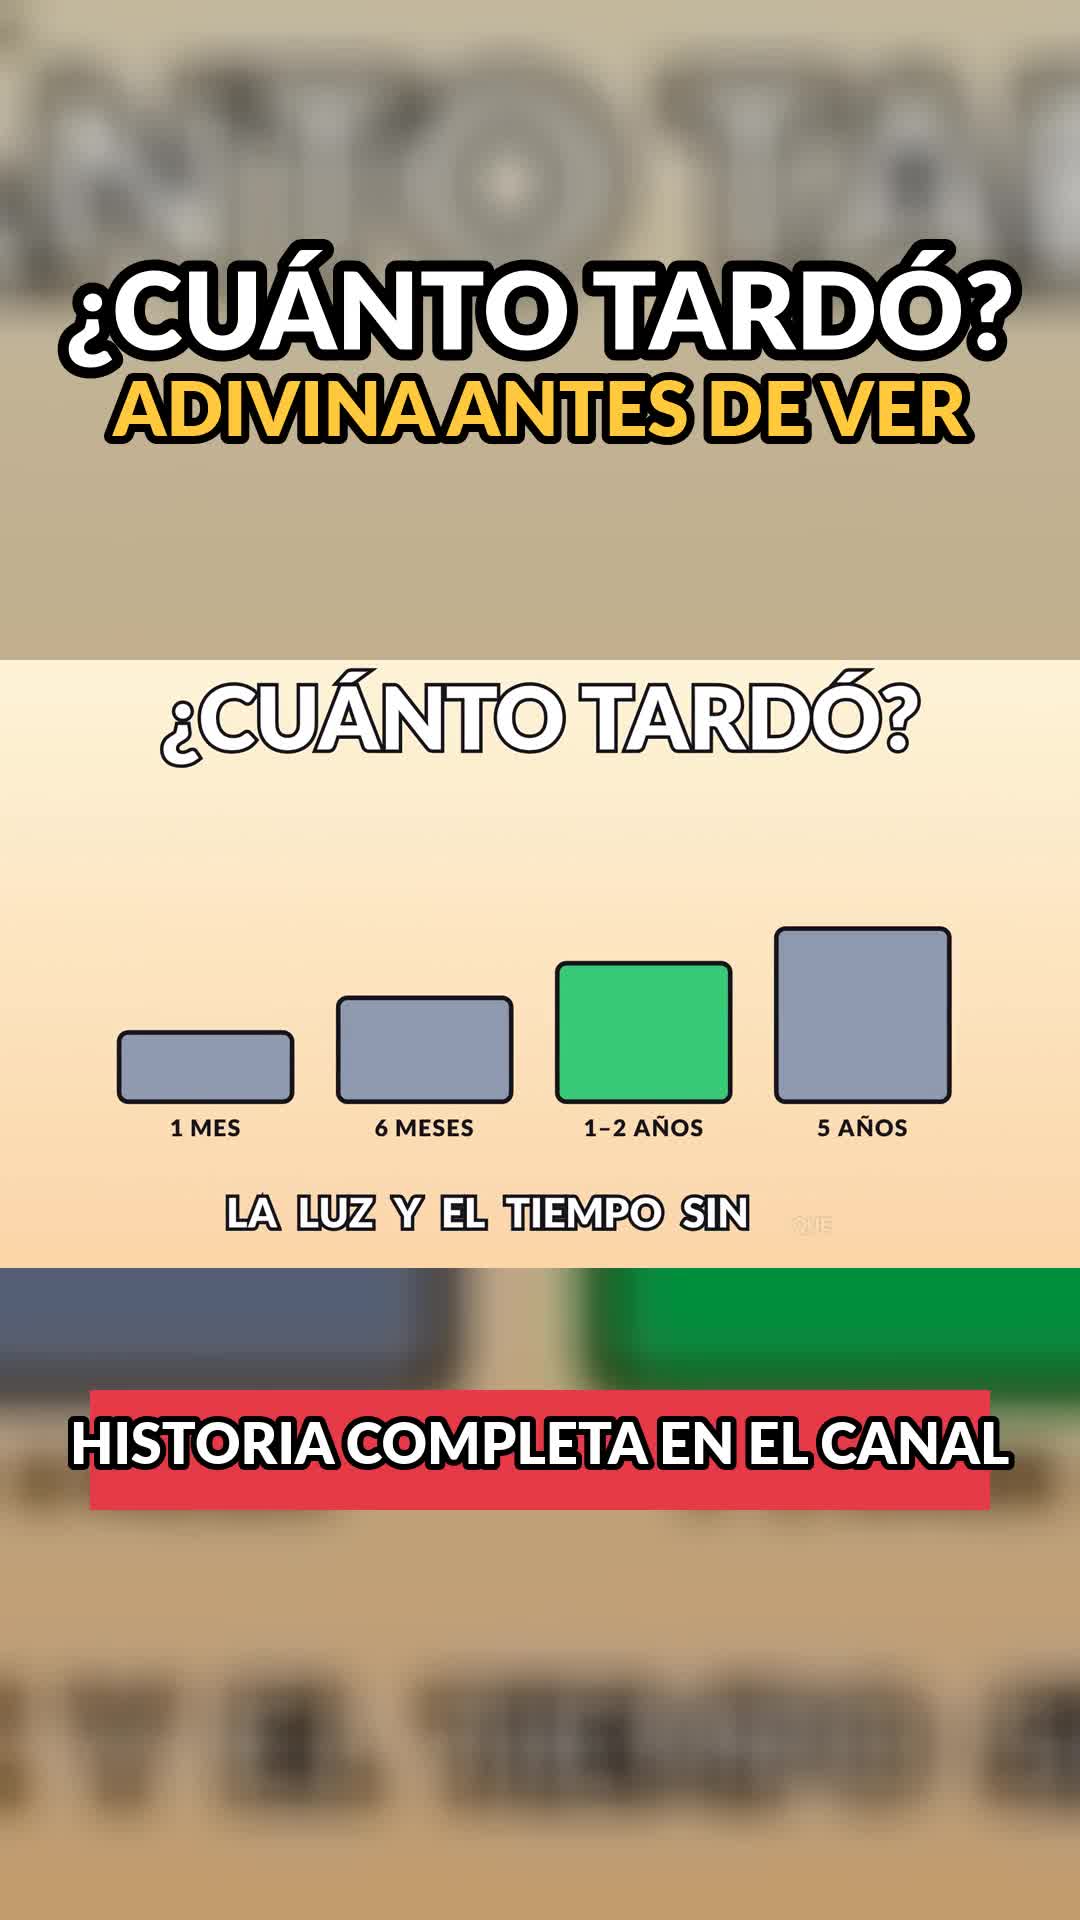 ¿CUÁNTO TARDÓ?
ADIVINA ANTES DE VER
¿CUÁNTO TARDÓ?
1 MES
6 MESES
1–2 AÑOS
5 AÑOS
LA LUZ Y EL TIEMPO SIN QUE
HISTORIA COMPLETA EN EL CANAL